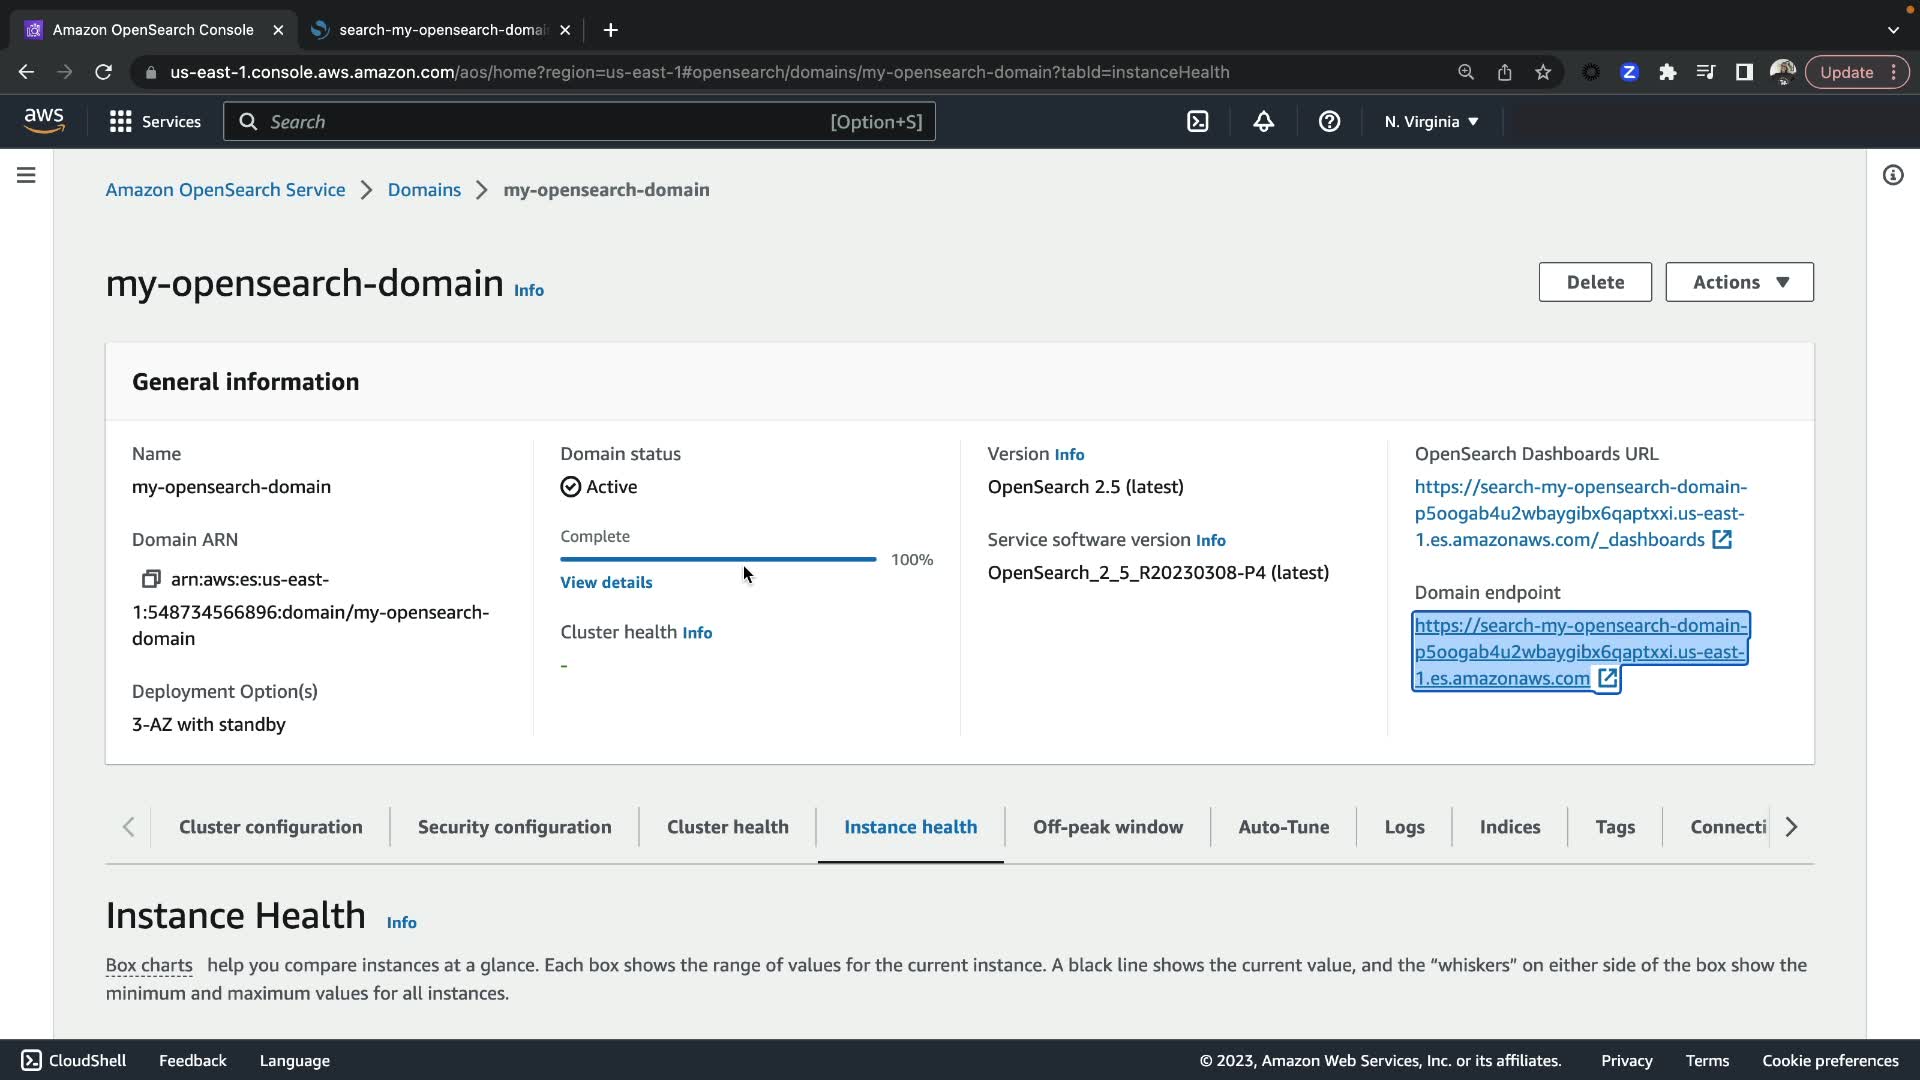 Amazon OpenSearch Console
search-my-opensearch-domai
us-east-1.console.aws.amazon.com/aos/home?region=us-east-1#opensearch/domains/my-opensearch-domain?tabId=instanceHealth
Z
Update
aws
Services
Search
[Option+S]
N. Virginia
Amazon OpenSearch Service
Domains
my-opensearch-domain
my-opensearch-domain Info
Delete
Actions
General information
Name
my-opensearch-domain
Domain ARN
arn:aws:es:us-east-
1:548734566896:domain/my-opensearch-
domain
Deployment Option(s)
3-AZ with standby
Domain status
Active
Complete
100%
View details
Cluster health Info
-
Version Info
OpenSearch 2.5 (latest)
Service software version Info
OpenSearch_2_5_R20230308-P4 (latest)
OpenSearch Dashboards URL
https://search-my-opensearch-domain-
p5oogab4u2wbaygibx6qaptxxi.us-east-
1.es.amazonaws.com/_dashboards
Domain endpoint
https://search-my-opensearch-domain-
p5oogab4u2wbaygibx6qaptxxi.us-east-
1.es.amazonaws.com
Cluster configuration
Security configuration
Cluster health
Instance health
Off-peak window
Auto-Tune
Logs
Indices
Tags
Connecti
Instance Health Info
Box charts help you compare instances at a glance. Each box shows the range of values for the current instance. A black line shows the current value, and the “whiskers” on either side of the box show the
minimum and maximum values for all instances.
CloudShell
Feedback
Language
© 2023, Amazon Web Services, Inc. or its affiliates.
Privacy
Terms
Cookie preferences